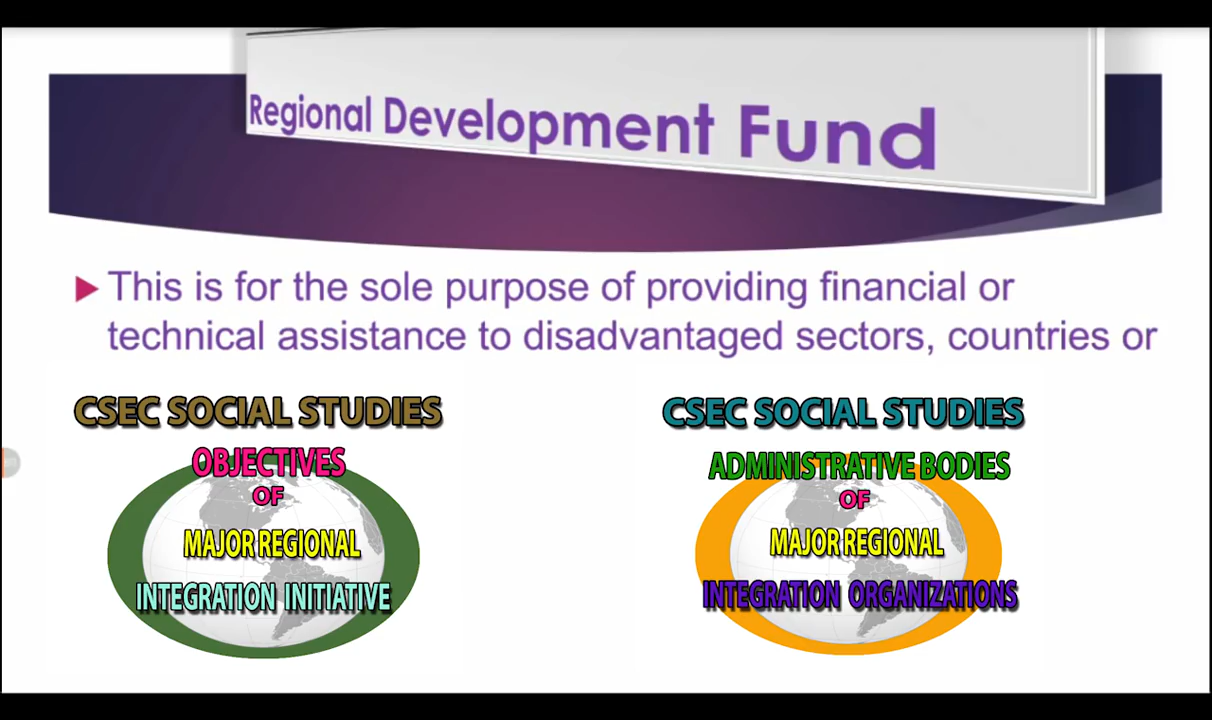 Regional Development Fund
This is for the sole purpose of providing financial or
technical assistance to disadvantaged sectors, countries or
CSEC SOCIAL STUDIES
OBJECTIVES
OF
MAJOR REGIONAL
INTEGRATION INITIATIVE
CSEC SOCIAL STUDIES
ADMINISTRATIVE BODIES
OF
MAJOR REGIONAL
INTEGRATION ORGANIZATIONS